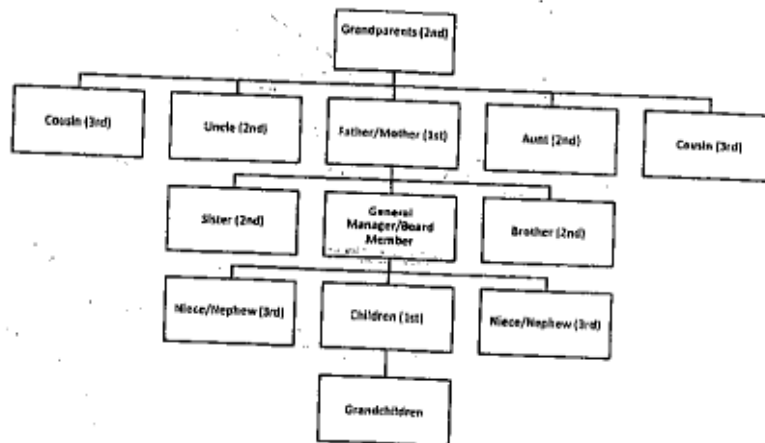 Grandparents (2nd)
Cousin (3rd)
Uncle (2nd)
Father/Mother (1st)
Aunt (2nd)
Cousin (3rd)
Sister (2nd)
General
Manager/Board
Member
Brother (2nd)
Niece/Nephew (3rd)
Children (1st)
Niece/Nephew (3rd)
Grandchildren